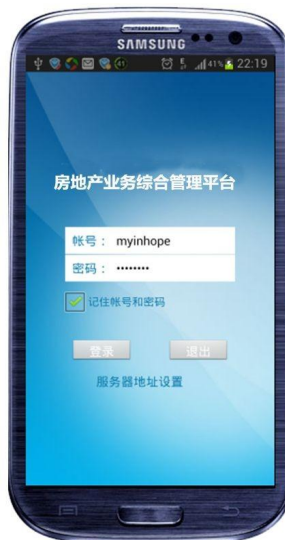 SAMSUNG
41% 22:19
房地产业务综合管理平台
帐号： myinhope
密码： ••••••••
记住帐号和密码
登录 退出
服务器地址设置